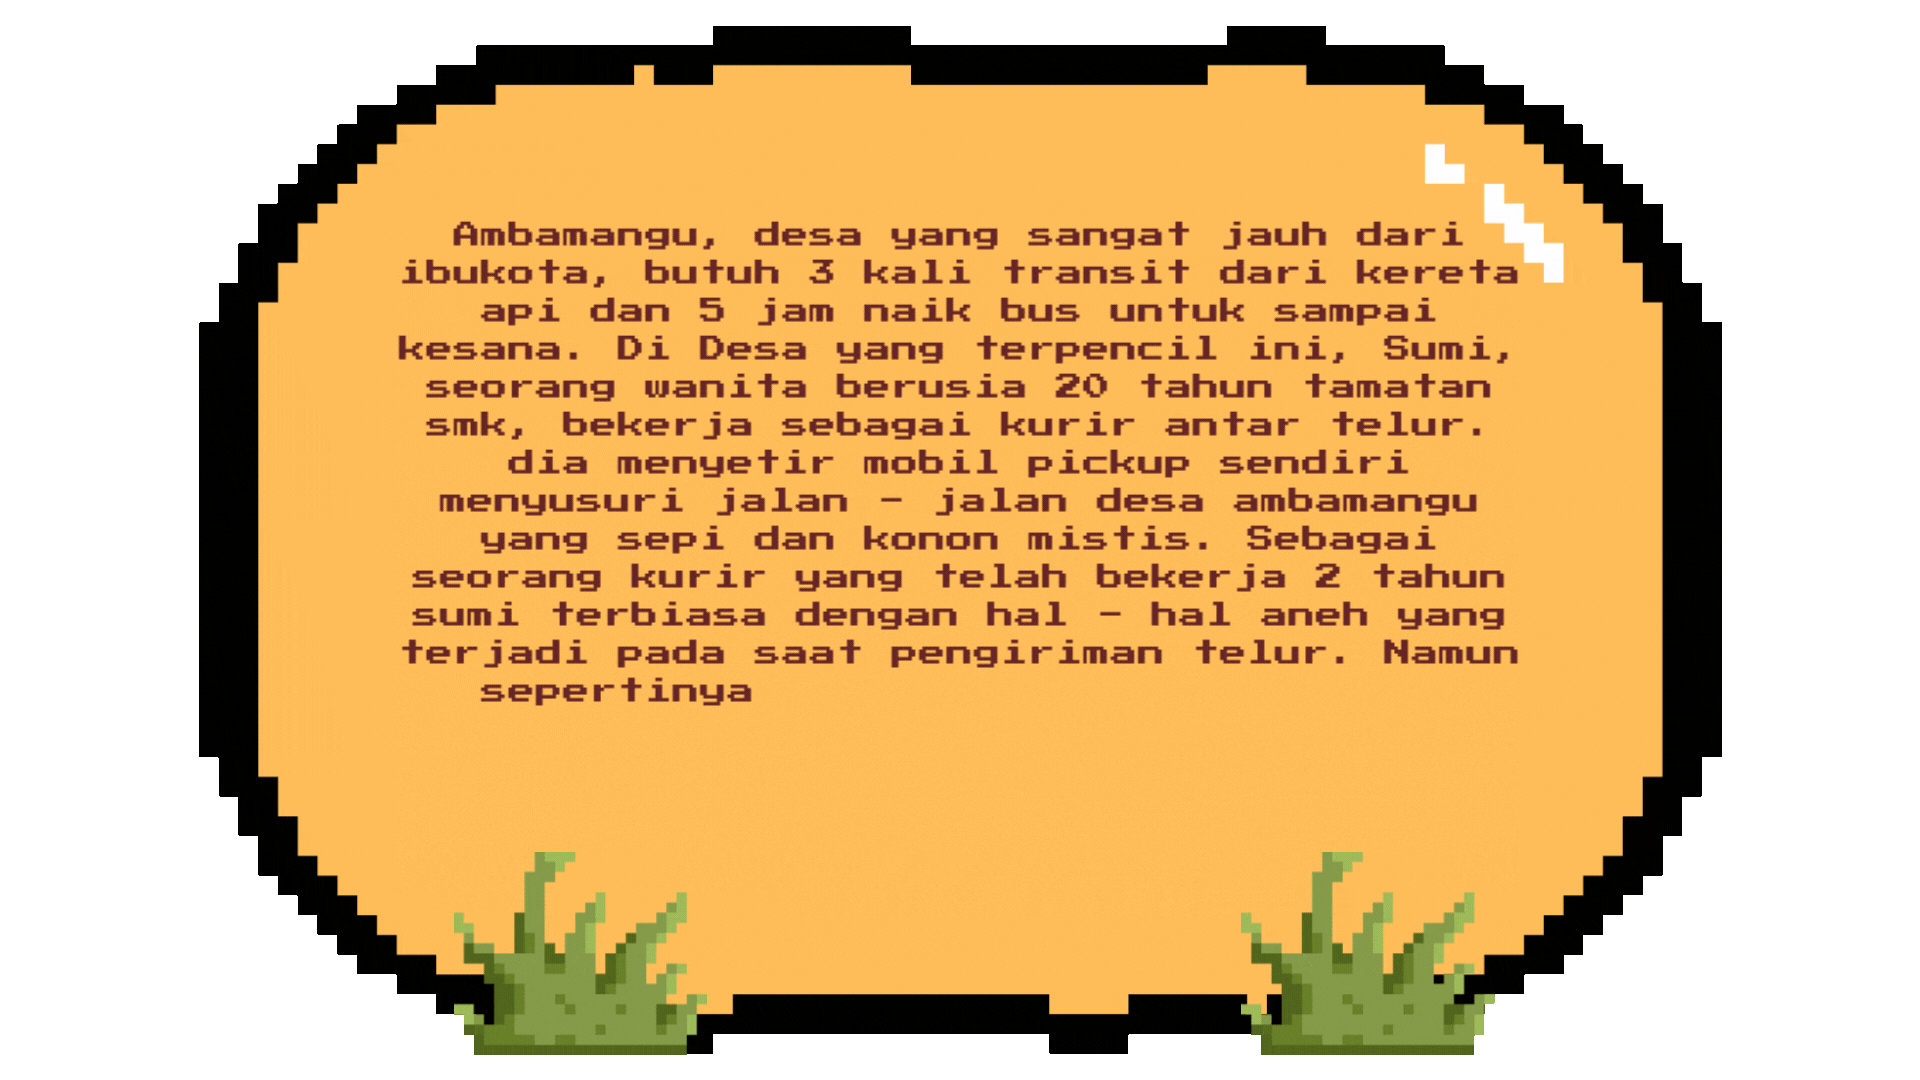 Ambamangu, desa yang sangat jauh dari
ibukota, butuh 3 kali transit dari kereta
api dan 5 jam naik bus untuk sampai
kesana. Di Desa yang terpencil ini, Sumi,
seorang wanita berusia 20 tahun tamatan
smk, bekerja sebagai kurir antar telur.
dia menyetir mobil pickup sendiri
menyusuri jalan - jalan desa ambamangu
yang sepi dan konon mistis. Sebagai
seorang kurir yang telah bekerja 2 tahun
sumi terbiasa dengan hal - hal aneh yang
terjadi pada saat pengiriman telur. Namun
sepertinya